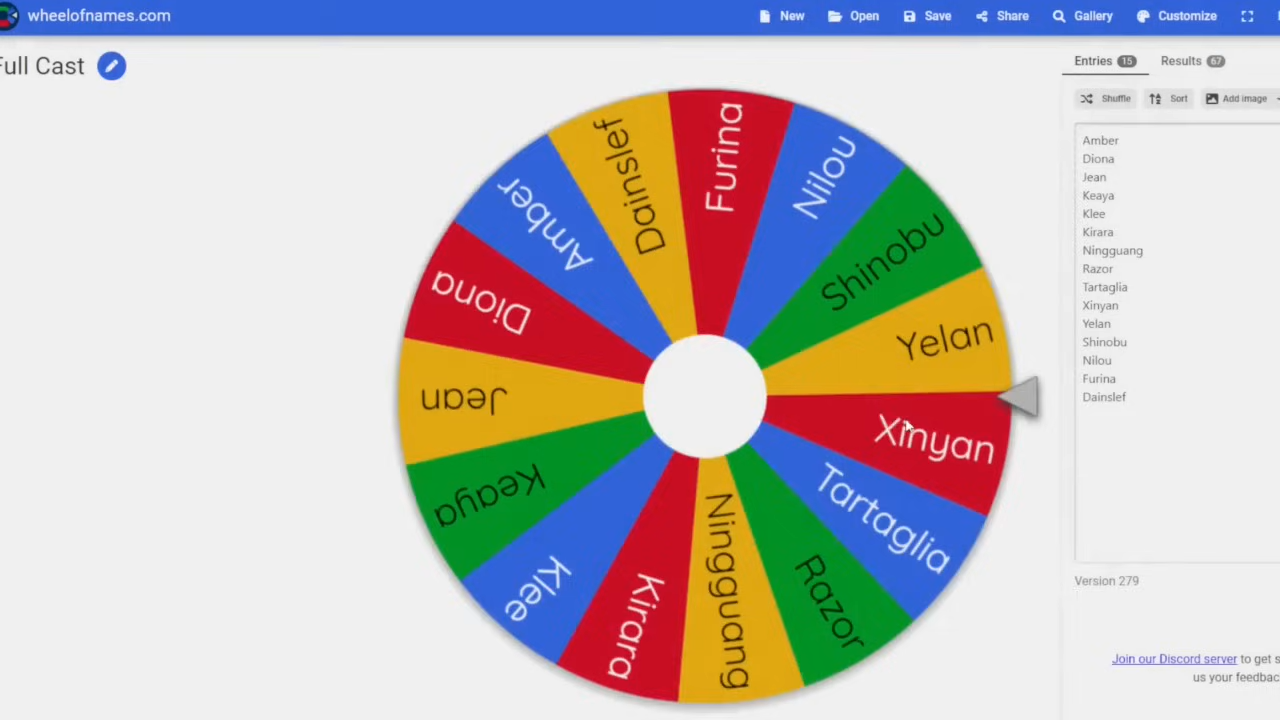 wheelofnames.com
New
Open
Save
Share
Gallery
Customize
Full Cast
Entries 15
Results 67
Shuffle
Sort
Add image
Amber
Diona
Jean
Keaya
Klee
Kirara
Ningguang
Razor
Tartaglia
Xinyan
Yelan
Shinobu
Nilou
Furina
Dainslef
Version 279
Join our Discord server to get s
us your feedbac
Furina
Nilou
Shinobu
Yelan
Xinyan
Tartaglia
Razor
Ningguang
Kirara
Klee
Keaya
Jean
Diona
Amber
Dainslef